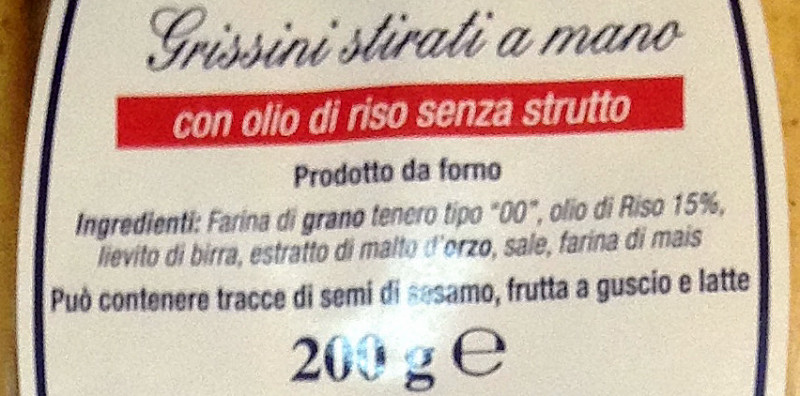 Grissini stirati a mano
con olio di riso senza strutto
Prodotto da forno
Ingredienti: Farina di grano tenero tipo "00", olio di Riso 15%,
lievito di birra, estratto di malto d'orzo, sale, farina di mais
Può contenere tracce di semi di sesamo, frutta a guscio e latte
200 g ℮